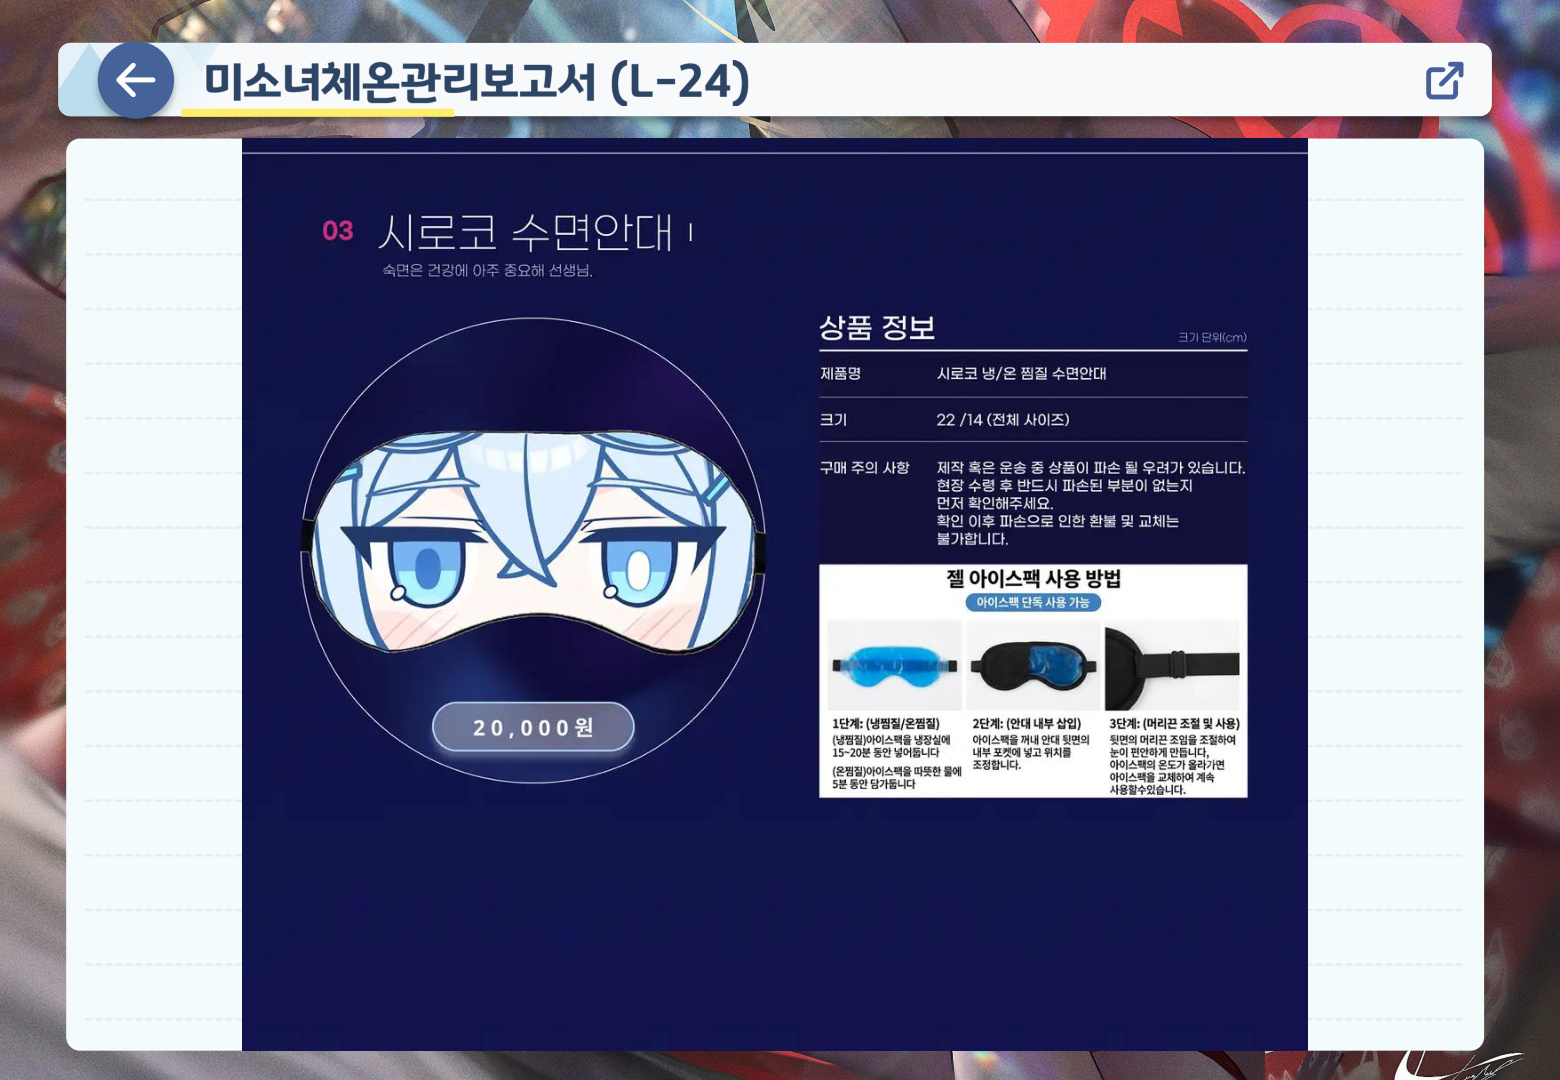 미소녀체온관리보고서 (L-24)
03 시로코 수면안대
숙면은 건강에 아주 중요해 선생님.
20,000원
상품 정보
크기 단위(cm)
제품명 시로코 냉/온 찜질 수면안대
크기 22 /14 (전체 사이즈)
구매 주의 사항 제작 혹은 운송 중 상품이 파손 될 우려가 있습니다.
현장 수령 후 반드시 파손된 부분이 없는지
먼저 확인해주세요.
확인 이후 파손으로 인한 환불 및 교체는
불가합니다.
젤 아이스팩 사용 방법
아이스팩 단독 사용 가능
1단계: (냉찜질/온찜질)
(냉찜질)아이스팩을 냉장실에
15~20분 동안 넣어둡니다
(온찜질)아이스팩을 따뜻한 물에
5분 동안 담가둡니다
2단계: (안대 내부 삽입)
아이스팩을 꺼내 안대 뒷면의
내부 포켓에 넣고 위치를
조정합니다.
3단계: (머리끈 조절 및 사용)
뒷면의 머리끈 조임을 조절하여
눈이 편안하게 만듭니다,
아이스팩의 온도가 올라가면
아이스팩을 교체하여 계속
사용할수있습니다.